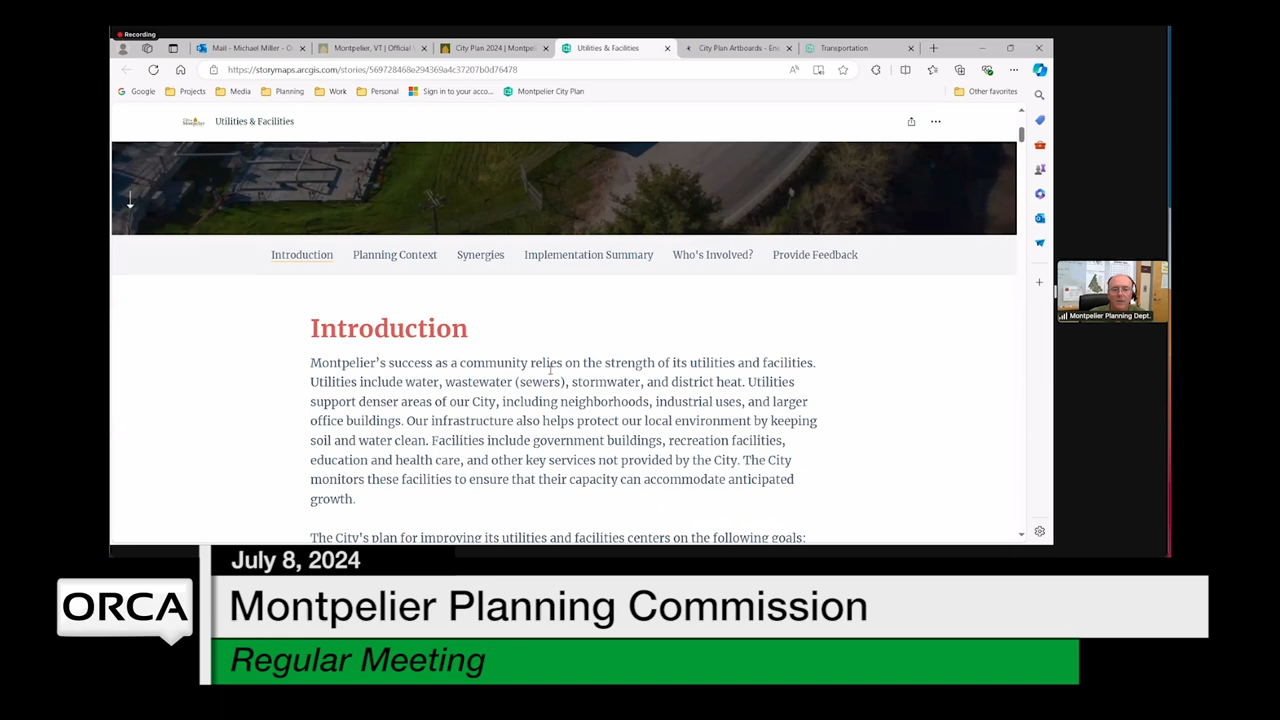 Recording
Mail - Michael Miller - O
Montpelier, VT | Official
City Plan 2024 | Montpe
Utilities & Facilities
City Plan Artboards - En
Transportation
https://storymaps.arcgis.com/stories/569728468e294369a4c37207b0d76478
Google
Projects
Media
Planning
Work
Personal
Sign in to your acco...
Montpelier City Plan
Other favorites
Utilities & Facilities
Introduction
Planning Context
Synergies
Implementation Summary
Who's Involved?
Provide Feedback
Introduction
Montpelier's success as a community relies on the strength of its utilities and facilities.
Utilities include water, wastewater (sewers), stormwater, and district heat. Utilities
support denser areas of our City, including neighborhoods, industrial uses, and larger
office buildings. Our infrastructure also helps protect our local environment by keeping
soil and water clean. Facilities include government buildings, recreation facilities,
education and health care, and other key services not provided by the City. The City
monitors these facilities to ensure that their capacity can accommodate anticipated
growth.
The City's plan for improving its utilities and facilities centers on the following goals:
Montpelier Planning Dept.
July 8, 2024
ORCA
Montpelier Planning Commission
Regular Meeting